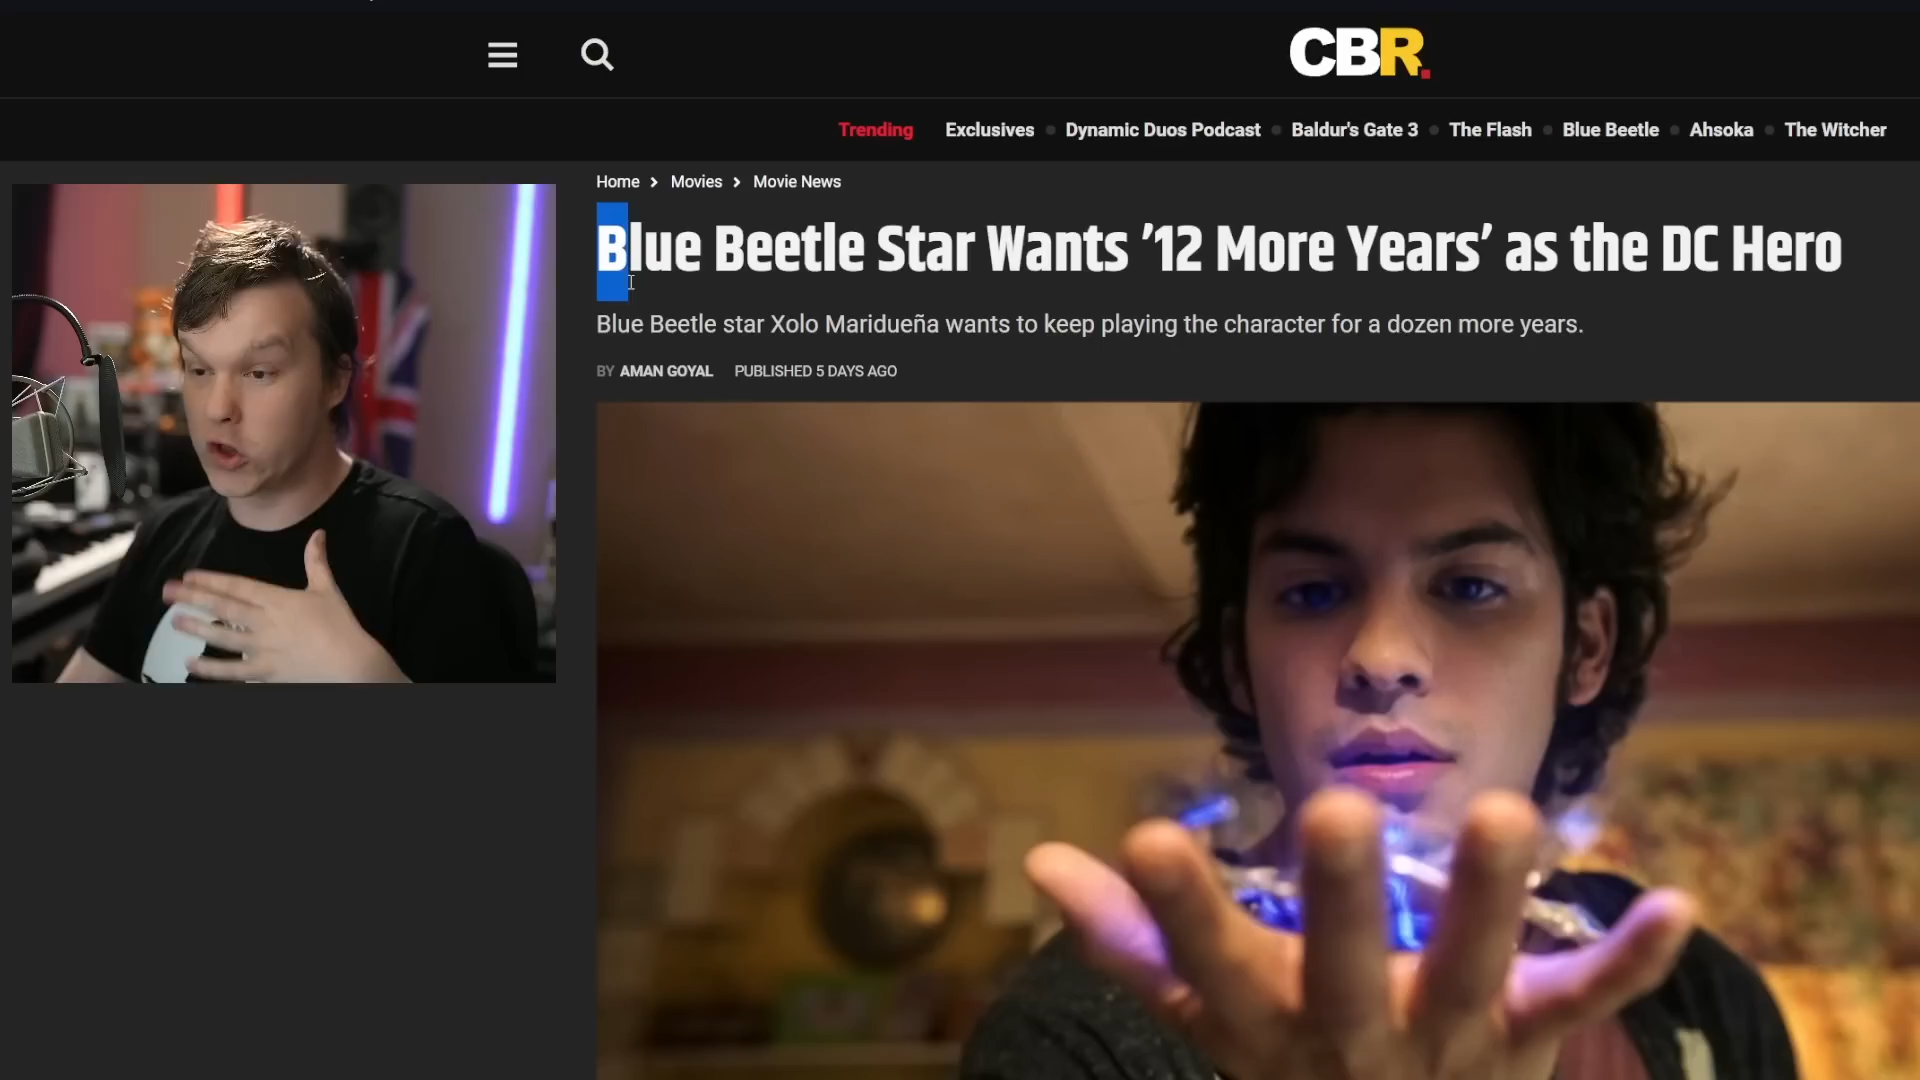 CBR.
Trending Exclusives Dynamic Duos Podcast Baldur's Gate 3 The Flash Blue Beetle Ahsoka The Witcher
Home > Movies > Movie News
Blue Beetle Star Wants ’12 More Years’ as the DC Hero
Blue Beetle star Xolo Maridueña wants to keep playing the character for a dozen more years.
BY AMAN GOYAL PUBLISHED 5 DAYS AGO